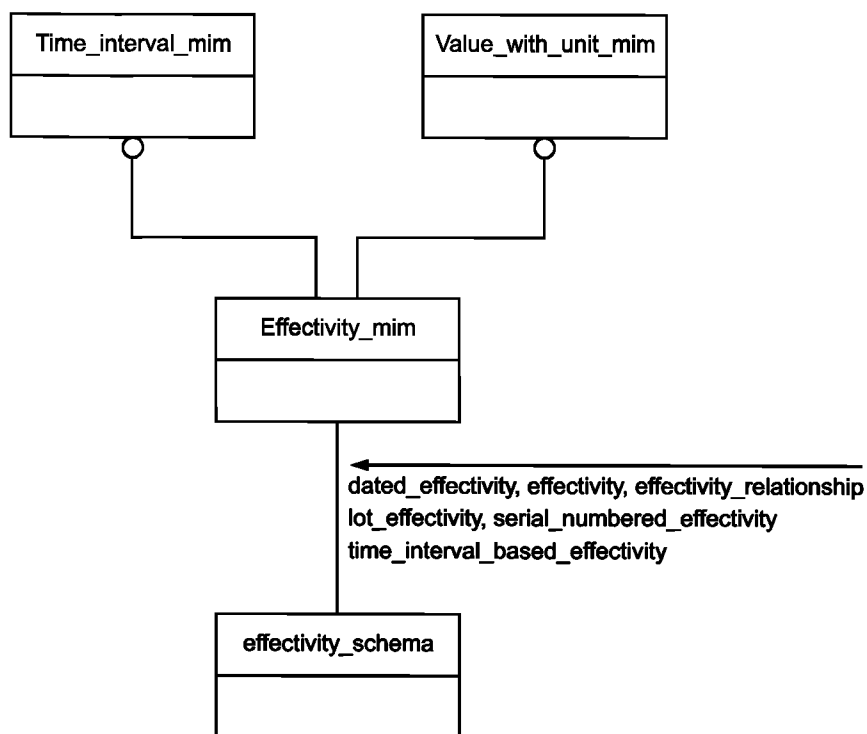 Time_interval_mim
Value_with_unit_mim
Effectivity_mim
dated_effectivity, effectivity, effectivity_relationship
lot_effectivity, serial_numbered_effectivity
time_interval_based_effectivity
effectivity_schema